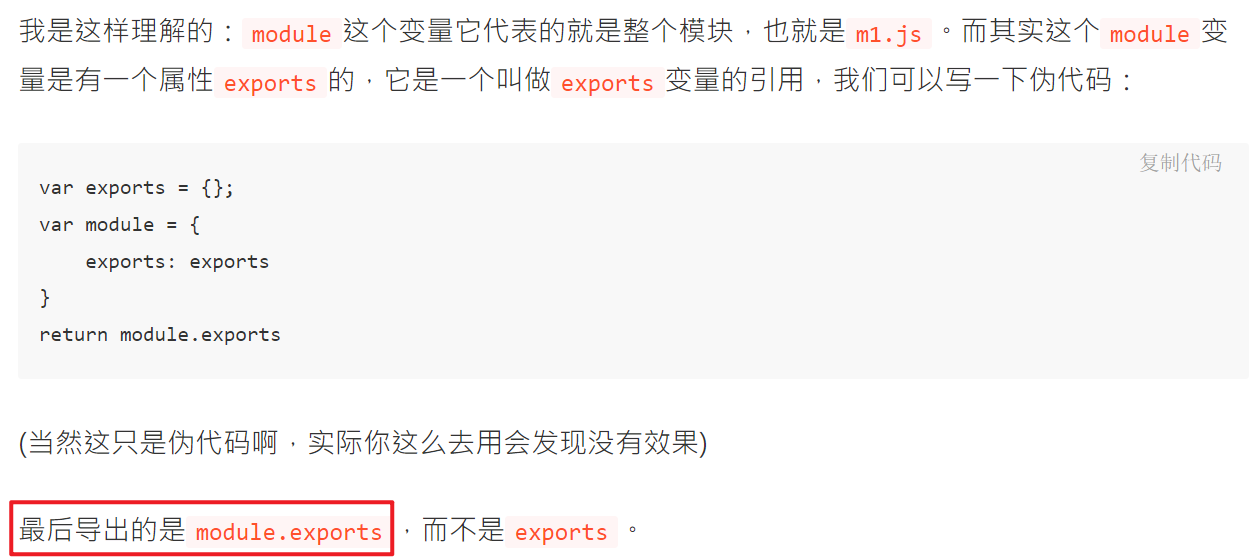 我是这样理解的：module 这个变量它代表的就是整个模块，也就是 m1.js 。而其实这个 module 变
量是有一个属性 exports 的，它是一个叫做 exports 变量的引用，我们可以写一下伪代码：
复制代码
var exports = {};
var module = {
    exports: exports
}
return module.exports
(当然这只是伪代码啊，实际你这么去用会发现没有效果)
最后导出的是 module.exports ，而不是 exports 。